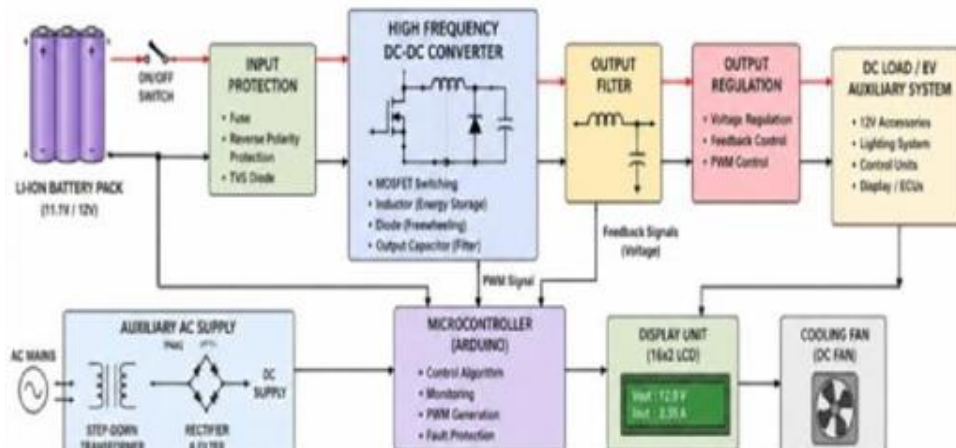 HIGH FREQUENCY
DC-DC CONVERTER
INPUT
PROTECTION
OUTPUT
FILTER
OUTPUT
REGULATION
DC LOAD / EV
AUXILIARY SYSTEM
ON/OFF
SWITCH
• Fuse
• Reverse Polarity
Protection
• TVS Diode
• Voltage Regulation
• Feedback Control
• PWM Control
• 12V Accessories
• Lighting System
• Control Units
• Display / ECUs
LI-ION BATTERY PACK
(11.1V / 12V)
• MOSFET Switching
• Inductor (Energy Storage)
• Diode (Freewheeling)
• Output Capacitor (Filter)
Feedback Signals
(Voltage)
PWM Signal
AUXILIARY AC SUPPLY
AC MAINS
DC
SUPPLY
STEP-DOWN
TRANSFORMER
RECTIFIER
& FILTER
MICROCONTROLLER
(ARDUINO)
• Control Algorithm
• Monitoring
• PWM Generation
• Fault Protection
DISPLAY UNIT
(16x2 LCD)
Vout : 12.0 V
Iout :
COOLING FAN
(DC FAN)